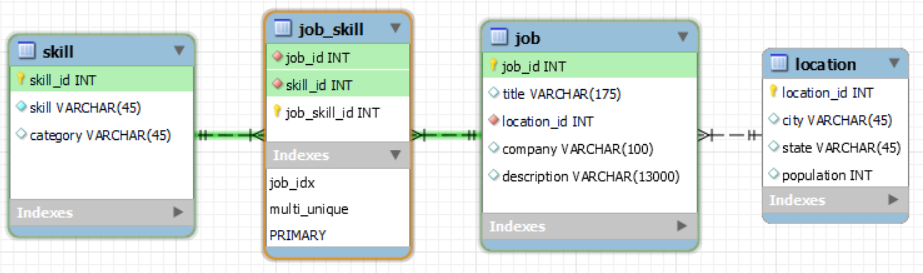 skill
skill_id INT
skill VARCHAR(45)
category VARCHAR(45)
Indexes
job_skill
job_id INT
skill_id INT
job_skill_id INT
Indexes
job_idx
multi_unique
PRIMARY
job
job_id INT
title VARCHAR(175)
location_id INT
company VARCHAR(100)
description VARCHAR(13000)
Indexes
location
location_id INT
city VARCHAR(45)
state VARCHAR(45)
population INT
Indexes